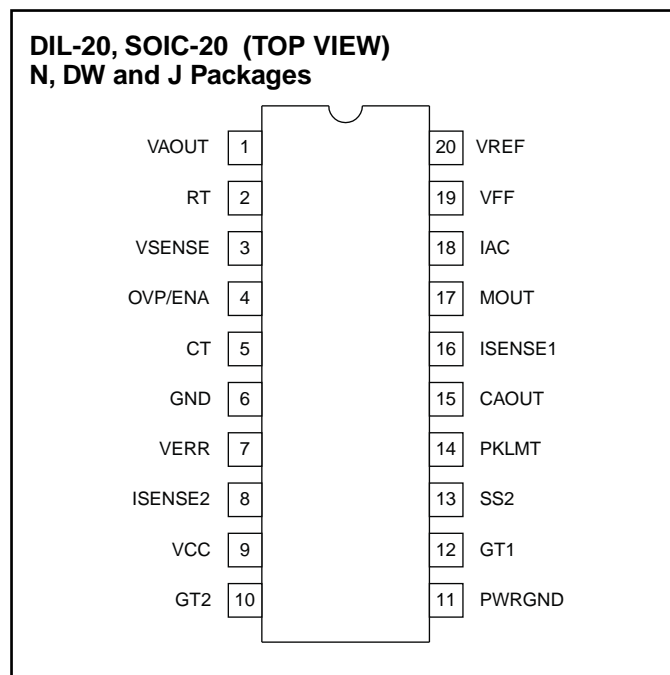 DIL-20, SOIC-20 (TOP VIEW)
N, DW and J Packages
VAOUT 1 20 VREF
RT 2 19 VFF
VSENSE 3 18 IAC
OVP/ENA 4 17 MOUT
CT 5 16 ISENSE1
GND 6 15 CAOUT
VERR 7 14 PKLMT
ISENSE2 8 13 SS2
VCC 9 12 GT1
GT2 10 11 PWRGND